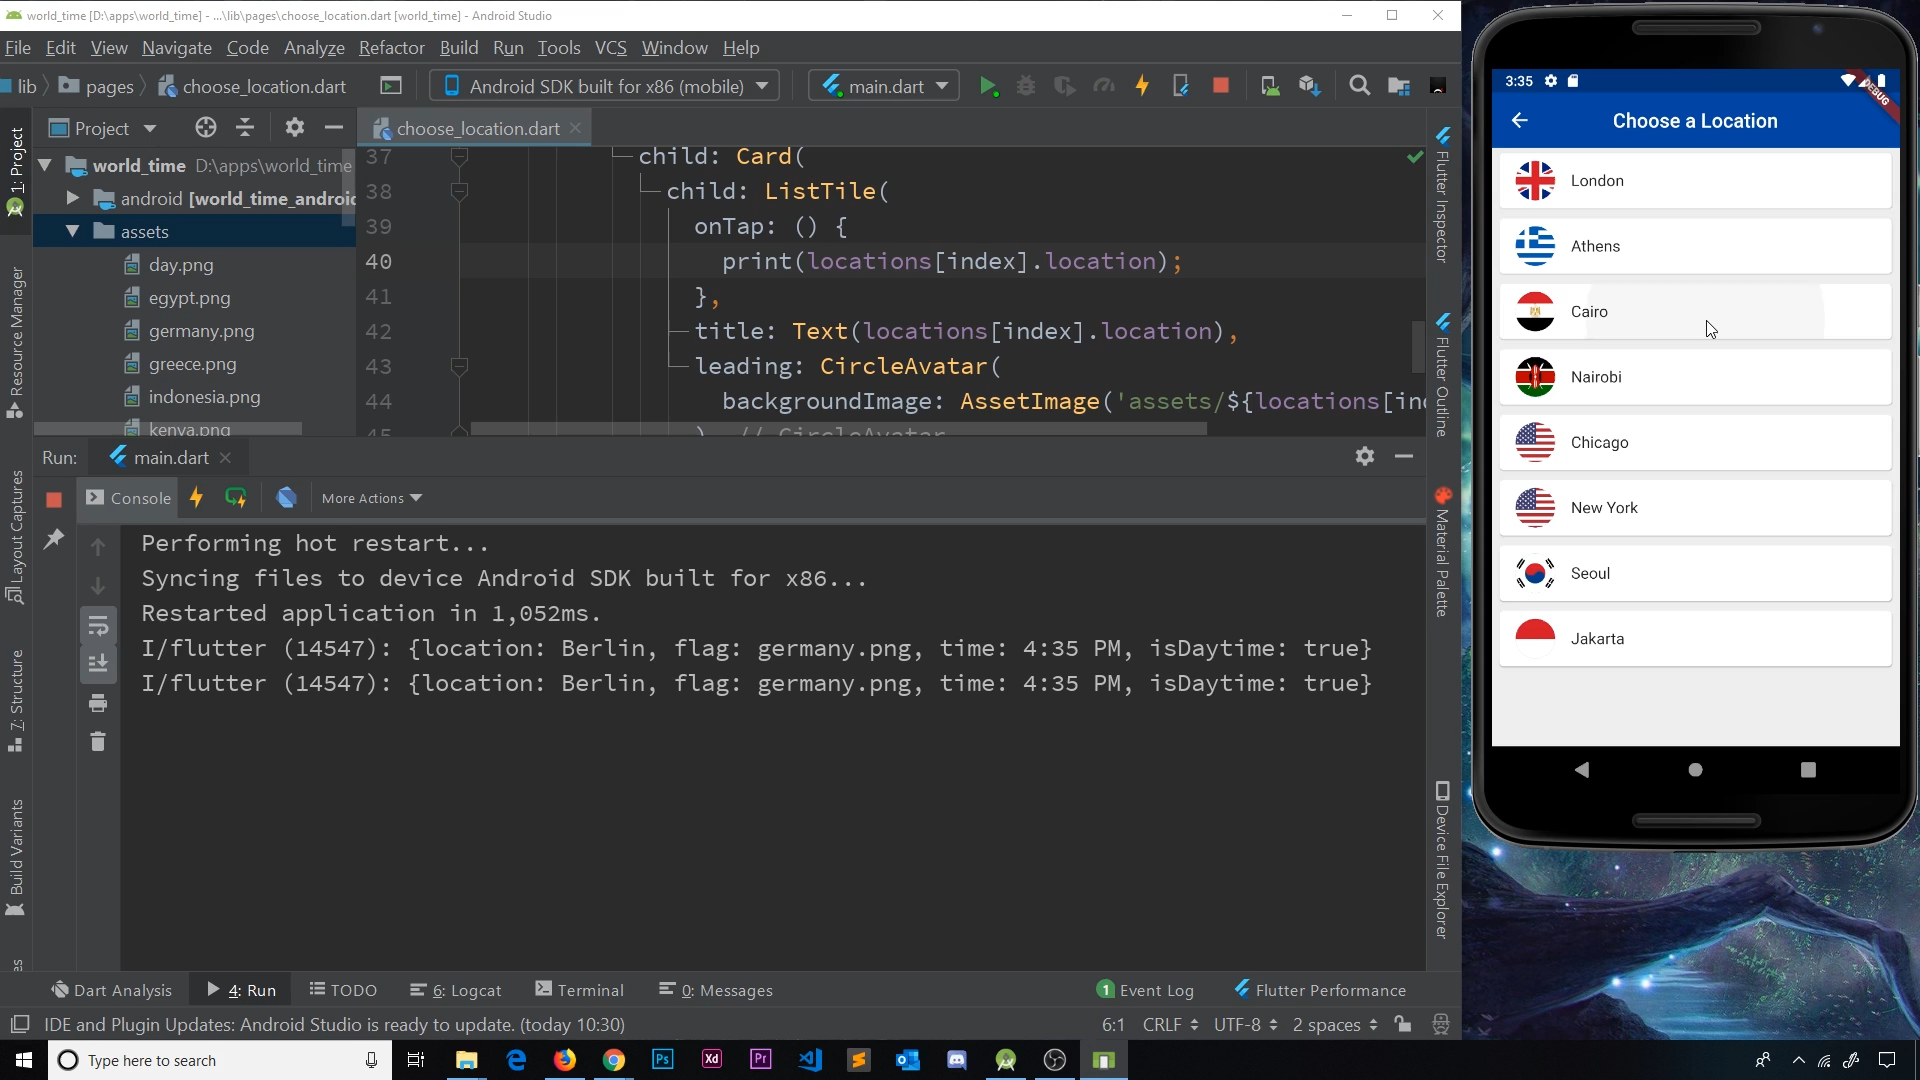 world_time [D:\apps\world_time] - ...\lib\pages\choose_location.dart [world_time] - Android Studio
File Edit View Navigate Code Analyze Refactor Build Run Tools VCS Window Help
lib pages choose_location.dart Android SDK built for x86 (mobile) main.dart
Project choose_location.dart
1: Project
Resource Manager
Layout Captures
7: Structure
Build Variants
world_time D:\apps\world_time
android [world_time_androi
assets
day.png
egypt.png
germany.png
greece.png
indonesia.png
kenya.png
37 child: Card(
38 child: ListTile(
39 onTap: () {
40 print(locations[index].location);
41 },
42 title: Text(locations[index].location),
43 leading: CircleAvatar(
44 backgroundImage: AssetImage('assets/${locations[in
45 ), // CircleAvatar
Flutter Inspector
Flutter Outline
Material Palette
Device File Explorer
Run: main.dart
Console More Actions
Performing hot restart...
Syncing files to device Android SDK built for x86...
Restarted application in 1,052ms.
I/flutter (14547): {location: Berlin, flag: germany.png, time: 4:35 PM, isDaytime: true}
I/flutter (14547): {location: Berlin, flag: germany.png, time: 4:35 PM, isDaytime: true}
Dart Analysis 4: Run TODO 6: Logcat Terminal 0: Messages 1 Event Log Flutter Performance
IDE and Plugin Updates: Android Studio is ready to update. (today 10:30) 6:1 CRLF UTF-8 2 spaces
Type here to search Ps Xd Pr
3:35
DEBUG
Choose a Location
London
Athens
Cairo
Nairobi
Chicago
New York
Seoul
Jakarta